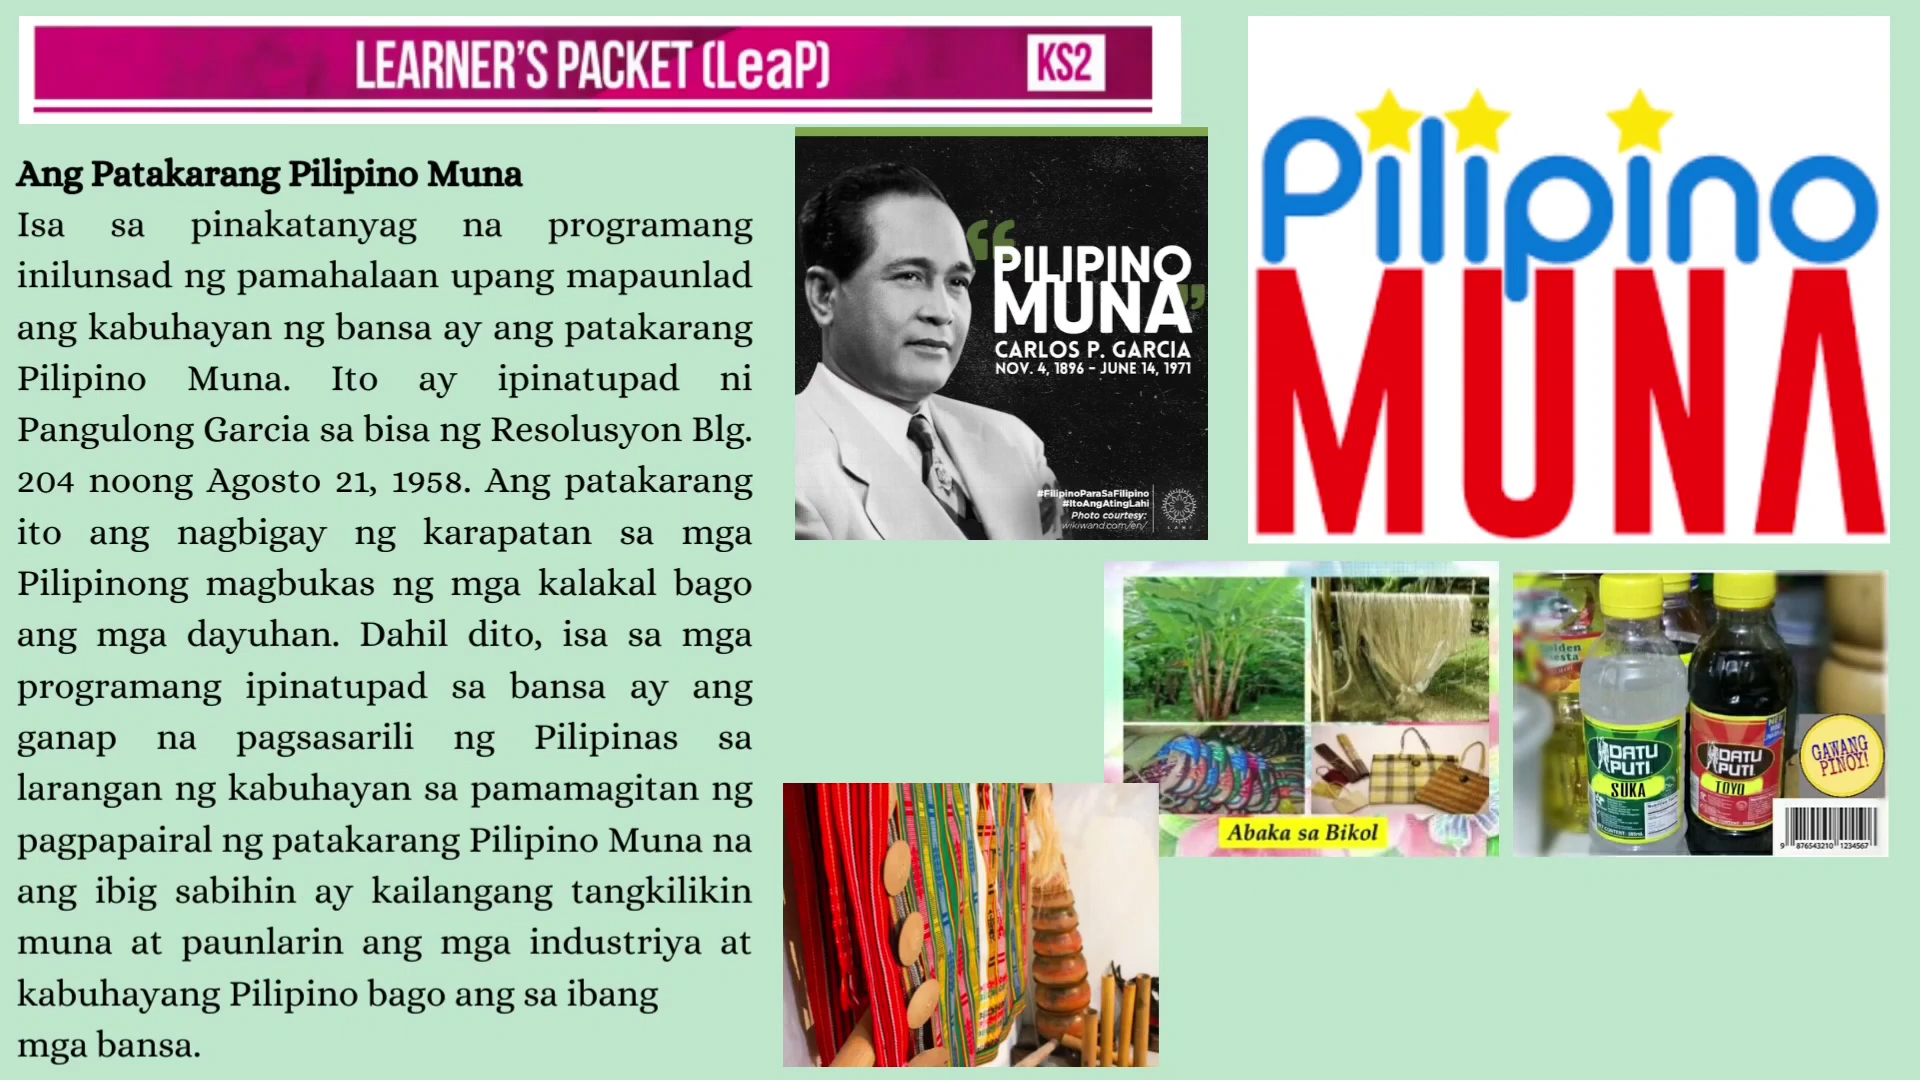 LEARNER'S PACKET (LeaP)
KS2
Ang Patakarang Pilipino Muna
Isa sa pinakatanyag na programang
inilunsad ng pamahalaan upang mapaunlad
ang kabuhayan ng bansa ay ang patakarang
Pilipino Muna. Ito ay ipinatupad ni
Pangulong Garcia sa bisa ng Resolusyon Blg.
204 noong Agosto 21, 1958. Ang patakarang
ito ang nagbigay ng karapatan sa mga
Pilipinong magbukas ng mga kalakal bago
ang mga dayuhan. Dahil dito, isa sa mga
programang ipinatupad sa bansa ay ang
ganap na pagsasarili ng Pilipinas sa
larangan ng kabuhayan sa pamamagitan ng
pagpapairal ng patakarang Pilipino Muna na
ang ibig sabihin ay kailangang tangkilikin
muna at paunlarin ang mga industriya at
kabuhayang Pilipino bago ang sa ibang
mga bansa.
“PILIPINO
MUNA”
CARLOS P. GARCIA
NOV. 4, 1896 - JUNE 14, 1971
#FilipinoParaSaFilipino
#ItoAngAtingLahi
Photo courtesy:
wikiwand.com/en/
LAHI
Pilipino
MUNA
Abaka sa Bikol
DATU
PUTI
SUKA
DATU
PUTI
TOYO
GAWANG
PINOY!
9 876543210 1234567